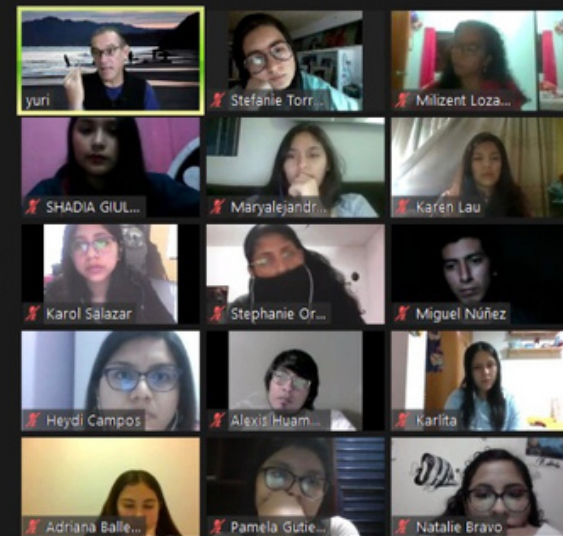 yuri
Stefanie Torr...
Milizent Loza...
SHADIA GIUL...
Maryalejandr...
Karen Lau
Karol Salazar
Stephanie Or...
Miguel Núñez
Heydi Campos
Alexis Huam...
Karlita
Adriana Balle...
Pamela Gutie...
Natalie Bravo